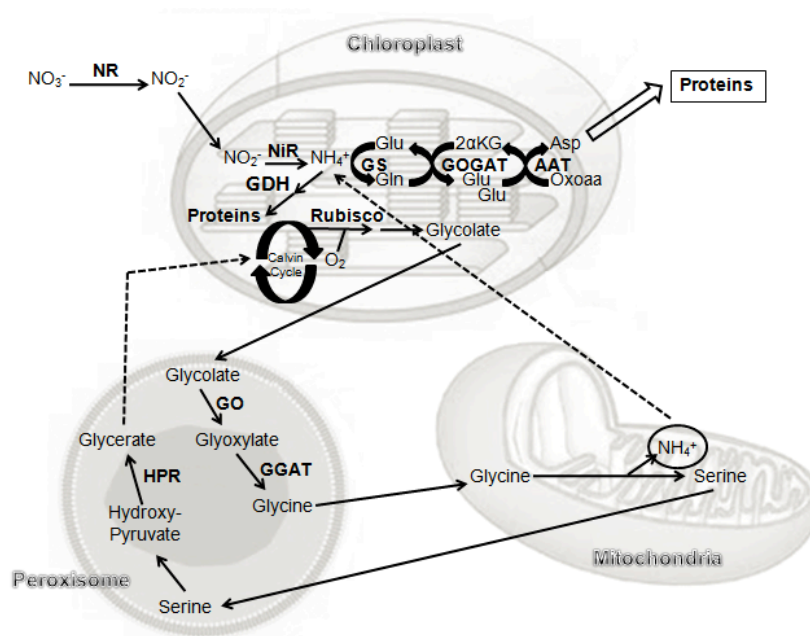 Chloroplast
NO₃⁻ NR NO₂⁻
Proteins
NO₂⁻ NiR NH₄⁺
Glu 2αKG Asp
GS GOGAT AAT
Gln Glu Oxoaa
Glu
GDH
Proteins
Rubisco
Glycolate
Calvin
Cycle
O₂
Glycolate
GO
Glycerate Glyoxylate
GGAT
HPR
Glycine
Hydroxy-
Pyruvate
Serine
Peroxisome
NH₄⁺
Glycine Serine
Mitochondria